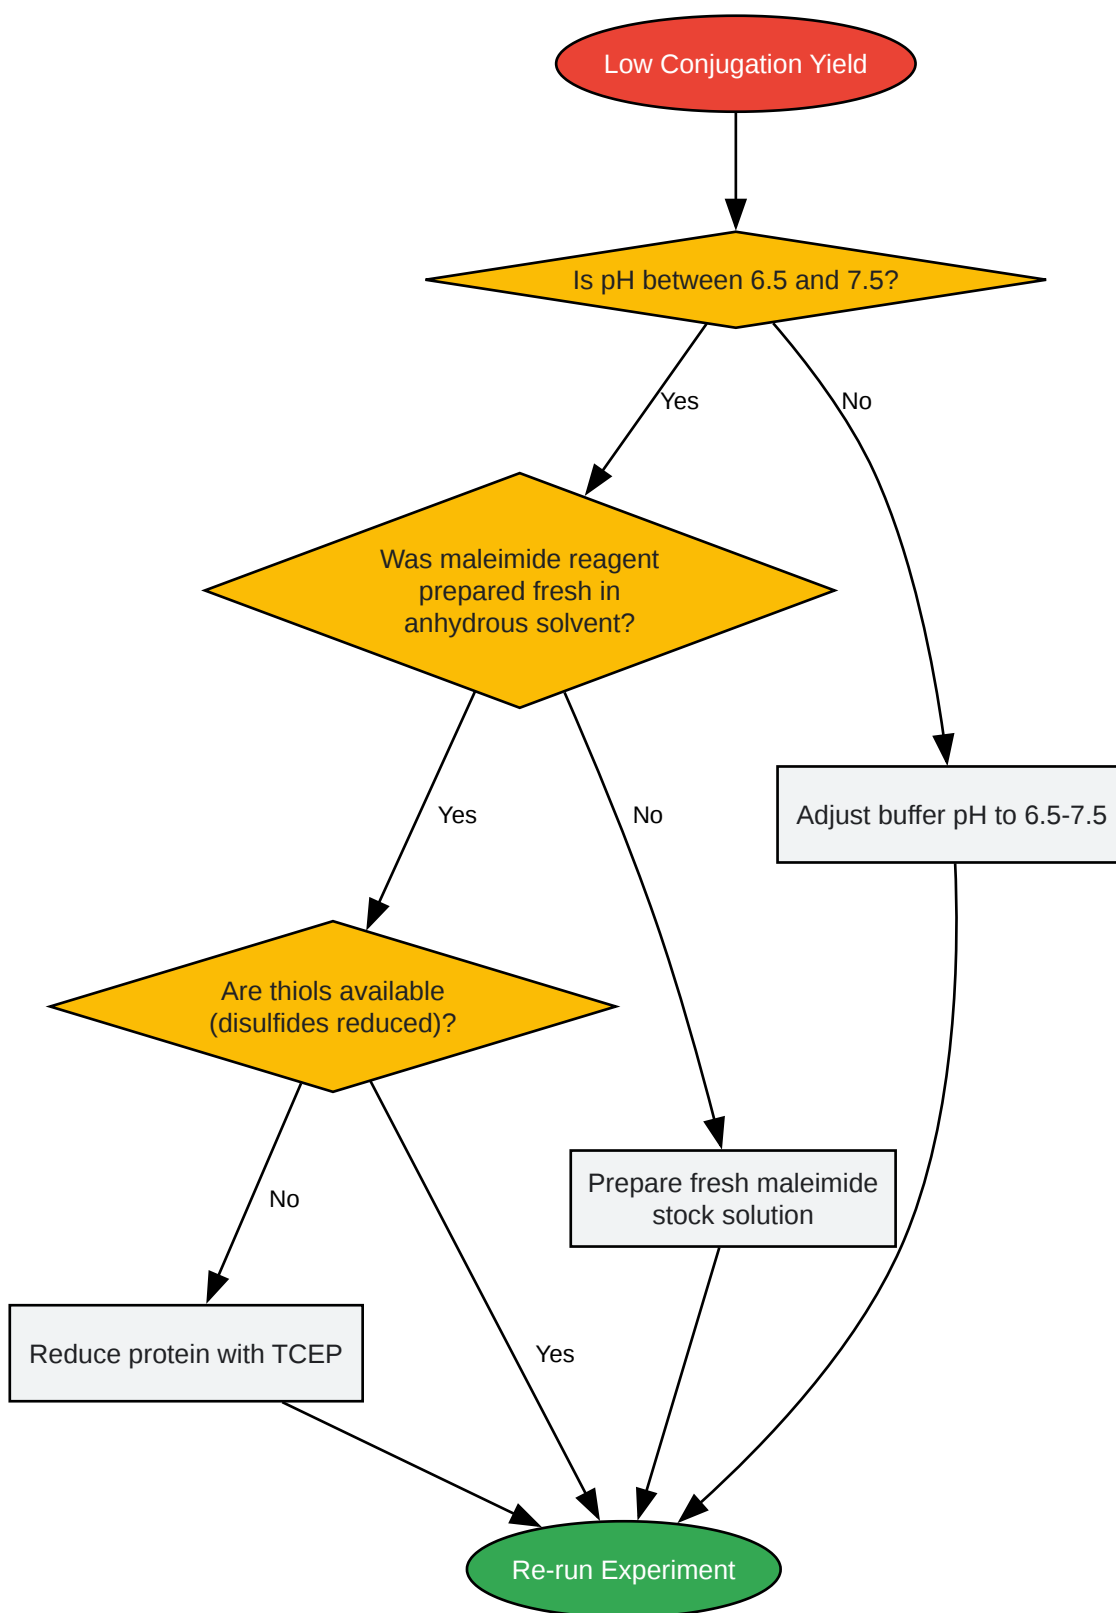 Low Conjugation Yield
Is pH between 6.5 and 7.5?
Yes
No
Was maleimide reagent
prepared fresh in
anhydrous solvent?
Yes
No
Adjust buffer pH to 6.5-7.5
Are thiols available
(disulfides reduced)?
No
Prepare fresh maleimide
stock solution
Reduce protein with TCEP
Yes
Re-run Experiment